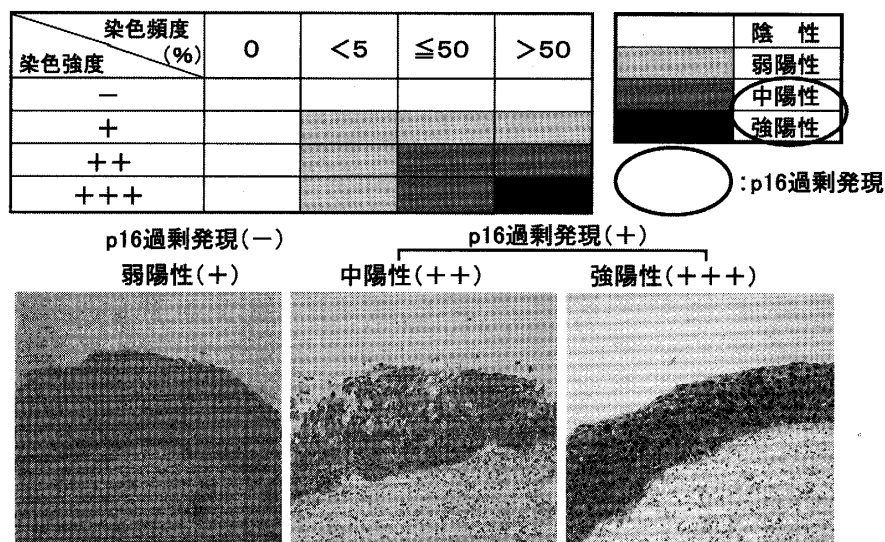 染色頻度
(%)
染色強度
0
<5
≦50
>50
−
+
++
+++
陰 性
弱陽性
中陽性
強陽性
:p16過剰発現
p16過剰発現(−)
p16過剰発現(+)
弱陽性(+)
中陽性(++)
強陽性(+++)